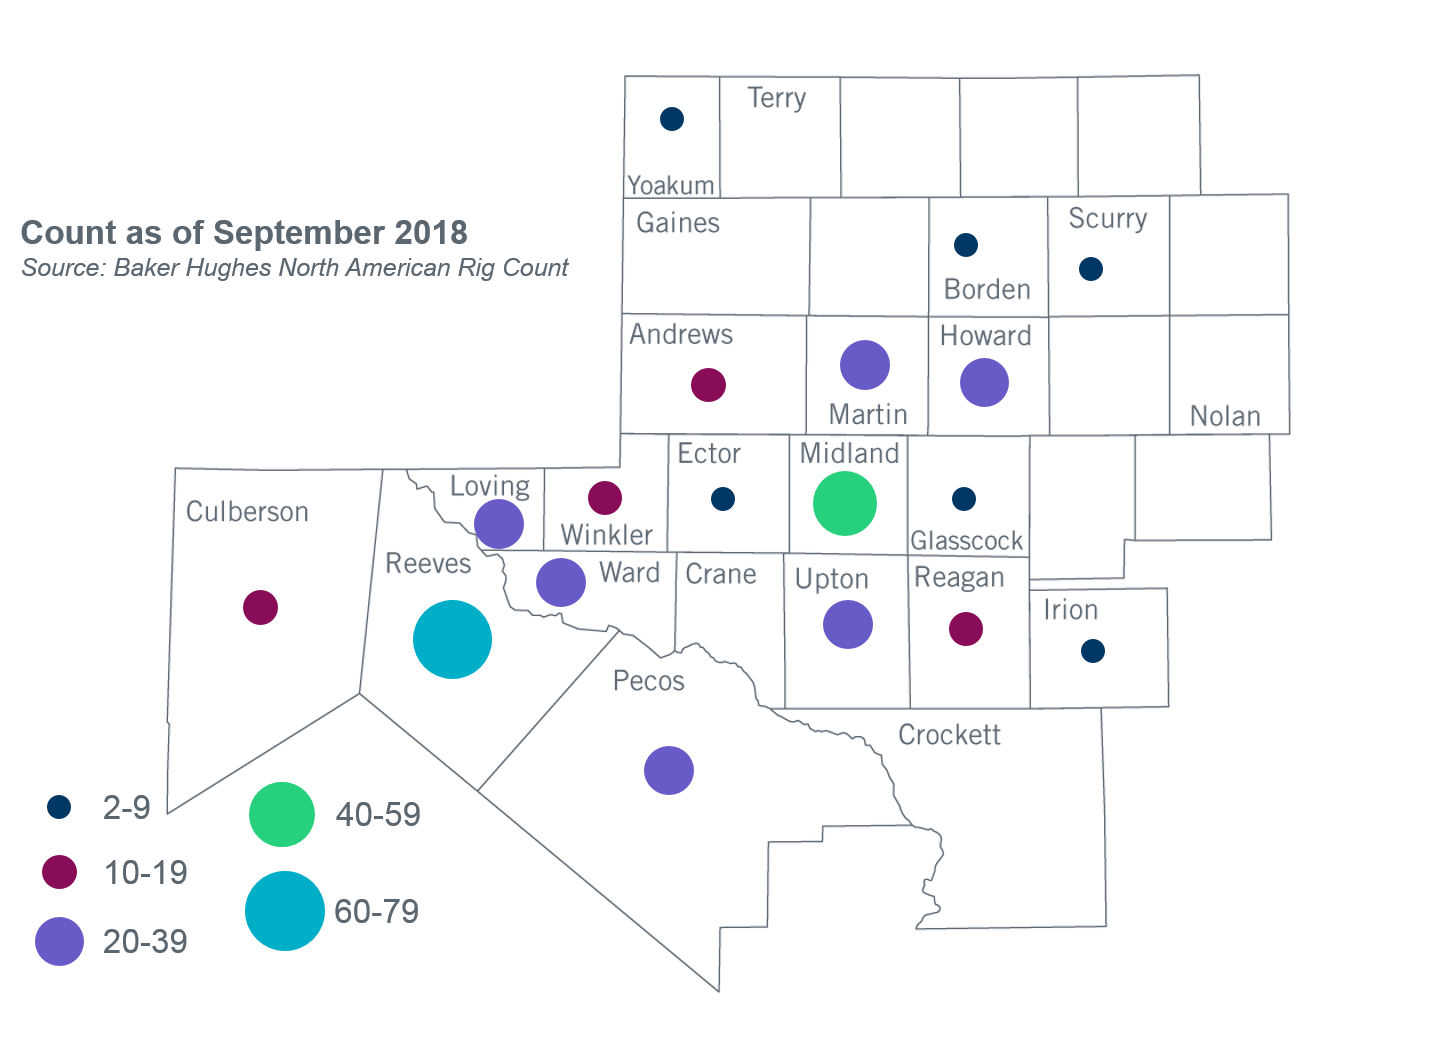 Terry
Yoakum
Count as of September 2018
Source: Baker Hughes North American Rig Count
Gaines
Scurry
Borden
Andrews
Howard
Martin
Nolan
Ector
Midland
Loving
Culberson
Winkler
Glasscock
Reeves
Ward
Crane
Upton
Reagan
Irion
Pecos
Crockett
2-9
40-59
10-19
60-79
20-39